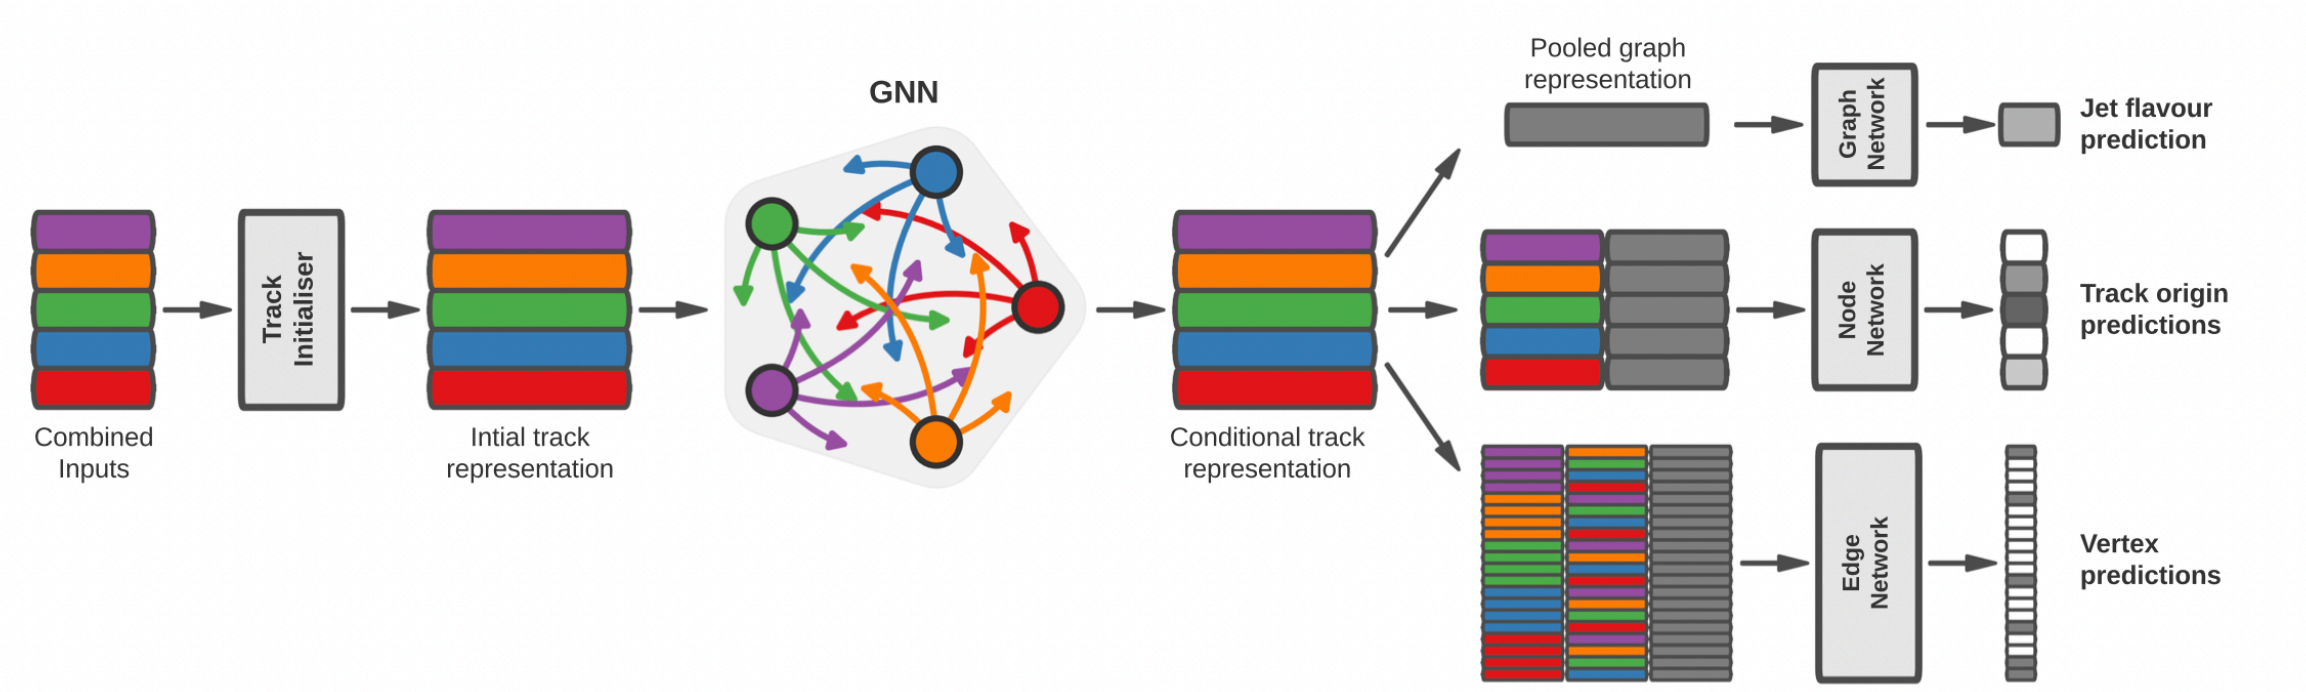 Combined
Inputs
Track
Initialiser
Intial track
representation
GNN
Conditional track
representation
Pooled graph
representation
Graph
Network
Jet flavour
prediction
Node
Network
Track origin
predictions
Edge
Network
Vertex
predictions